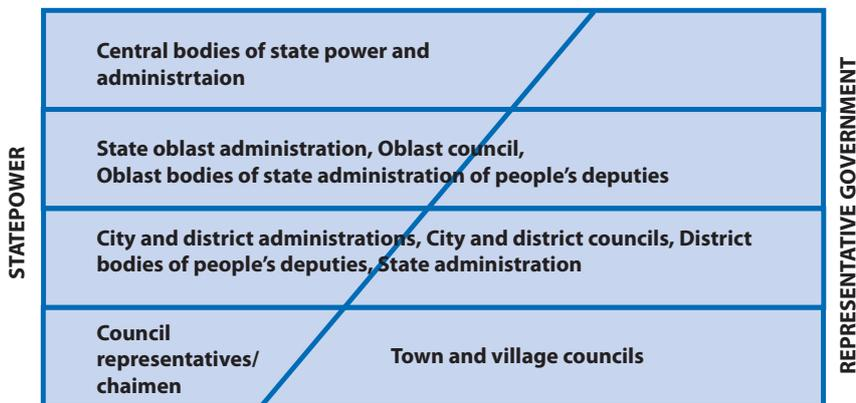 Central bodies of state power and
administrtaion
State oblast administration, Oblast council,
Oblast bodies of state administration of people’s deputies
City and district administrations, City and district councils, District
bodies of people’s deputies, State administration
Council
representatives/
chaimen
Town and village councils
STATEPOWER
REPRESENTATIVE GOVERNMENT